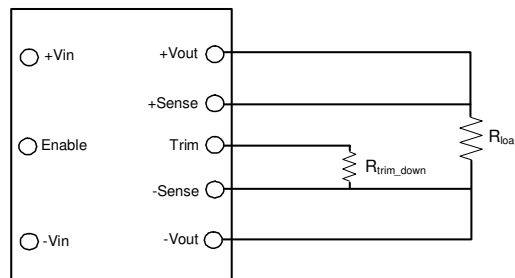 +Vin
+Vout
+Sense
Enable
Trim
Rtrim_down
-Sense
-Vin
-Vout